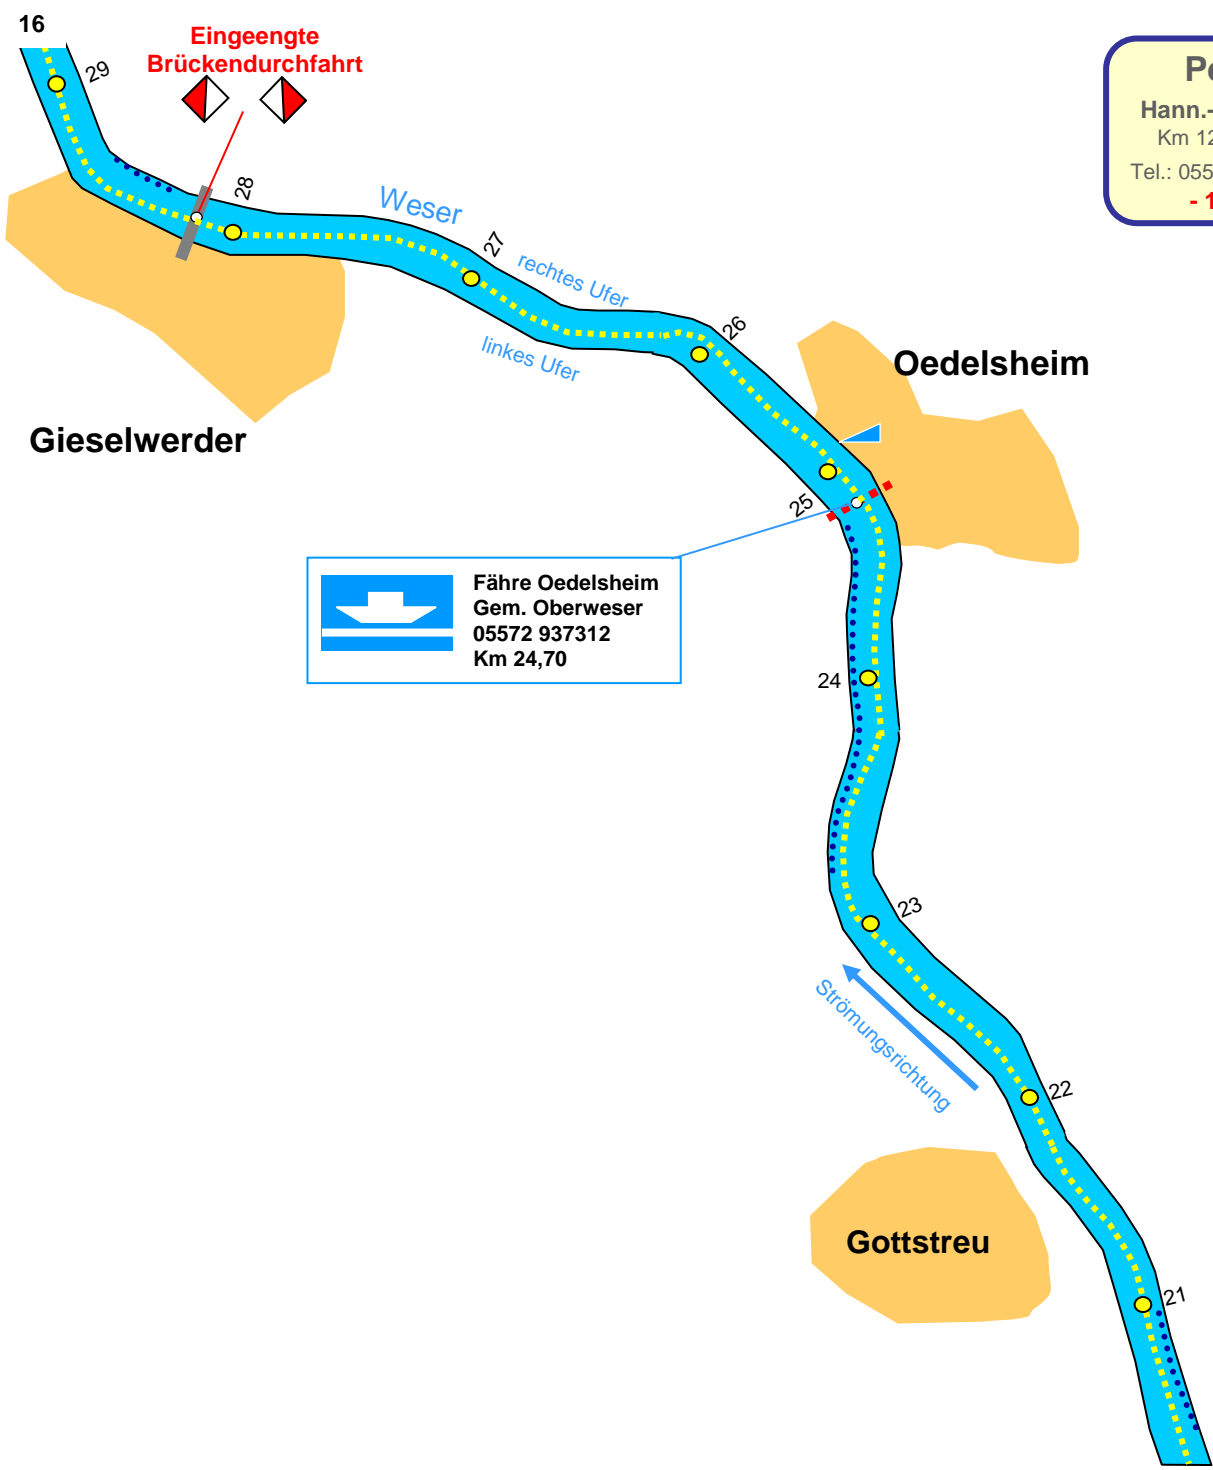 16
29
Eingeengte
Brückendurchfahrt
28
Weser
27
rechtes Ufer
linkes Ufer
26
Hann.-
Km 12
Tel.: 055
- 1
Oedelsheim
Gieselwerder
25
Fähre Oedelsheim
Gem. Oberweser
05572 937312
Km 24,70
24
23
Strömungsrichtung
22
Gottstreu
21